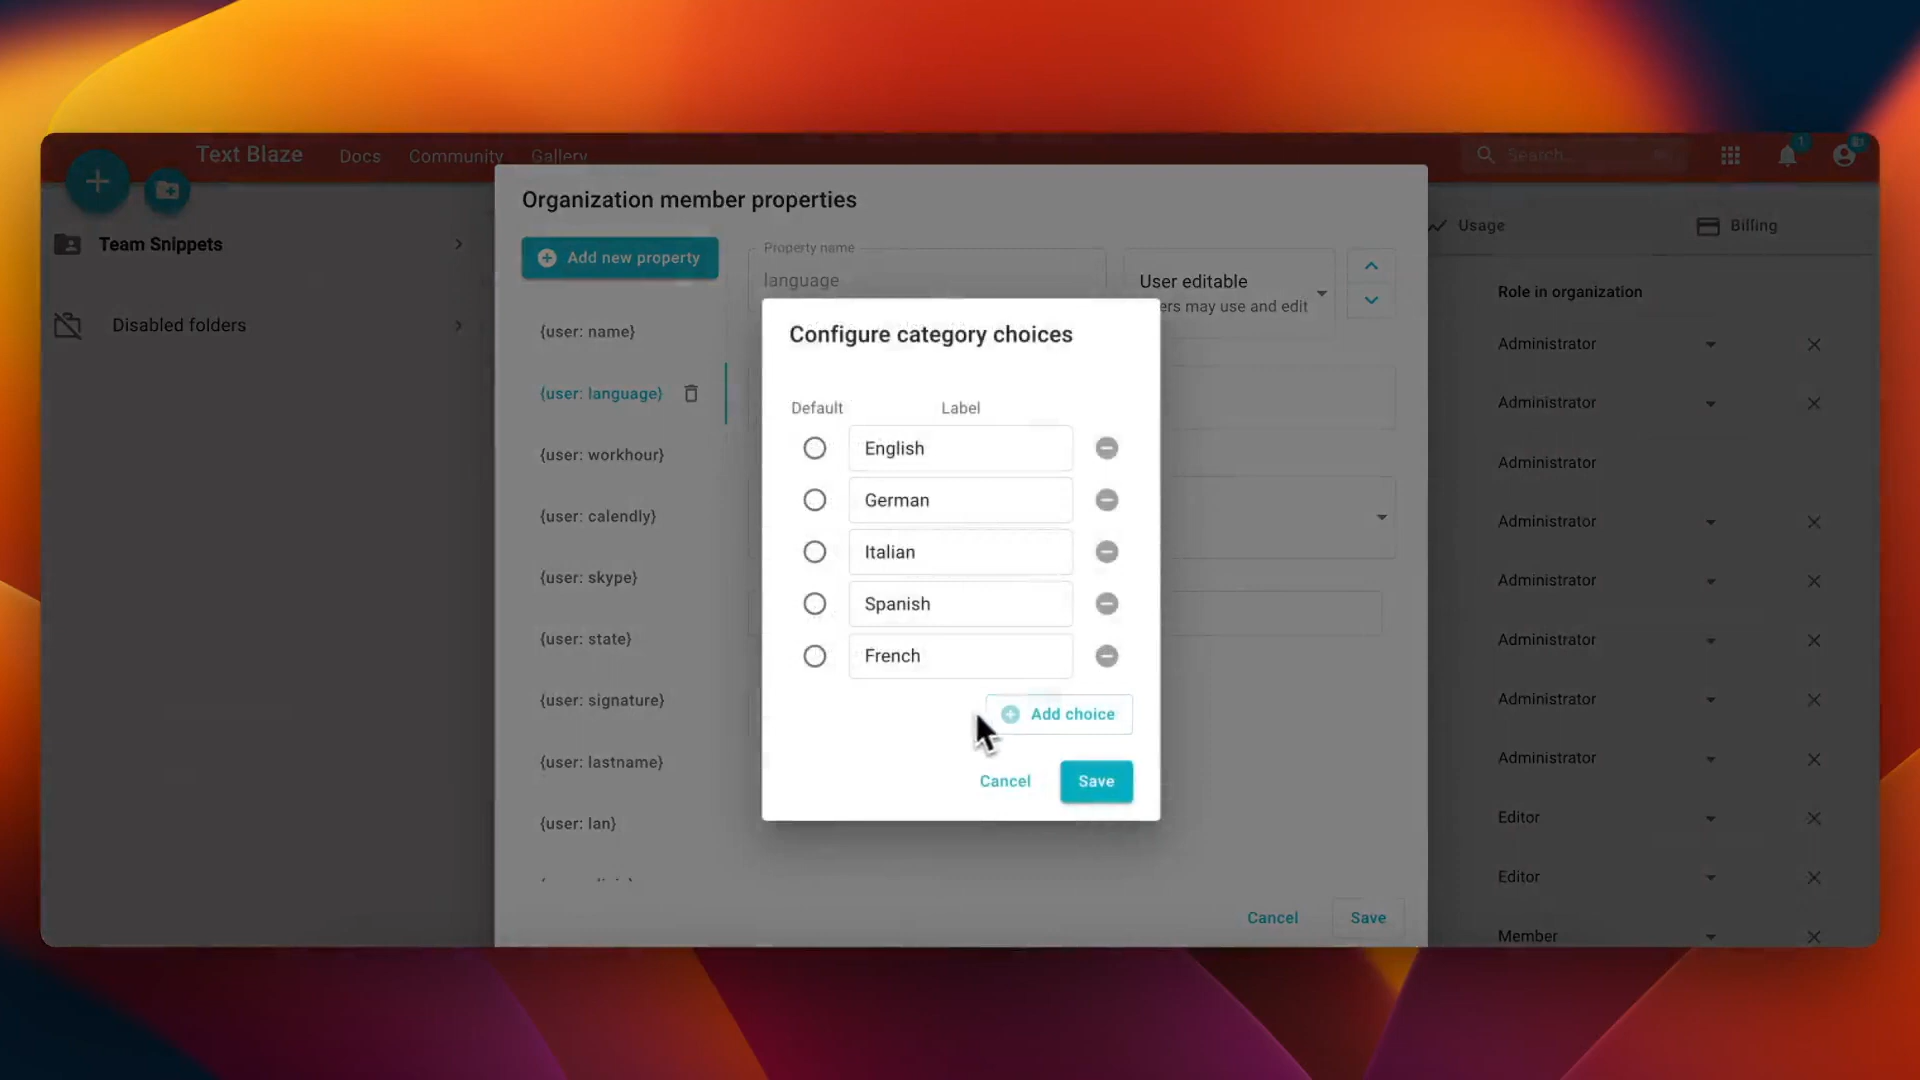 Text Blaze
Docs
Community
Gallery
Search...
1
Team Snippets
Disabled folders
Organization member properties
Add new property
Property name
language
User editable
ers may use and edit
{user: name}
{user: language}
{user: workhour}
{user: calendly}
{user: skype}
{user: state}
{user: signature}
{user: lastname}
{user: lan}
Configure category choices
Default
Label
English
German
Italian
Spanish
French
Add choice
Cancel
Save
Cancel
Save
Usage
Billing
Role in organization
Administrator
Administrator
Administrator
Administrator
Administrator
Administrator
Administrator
Administrator
Editor
Editor
Member